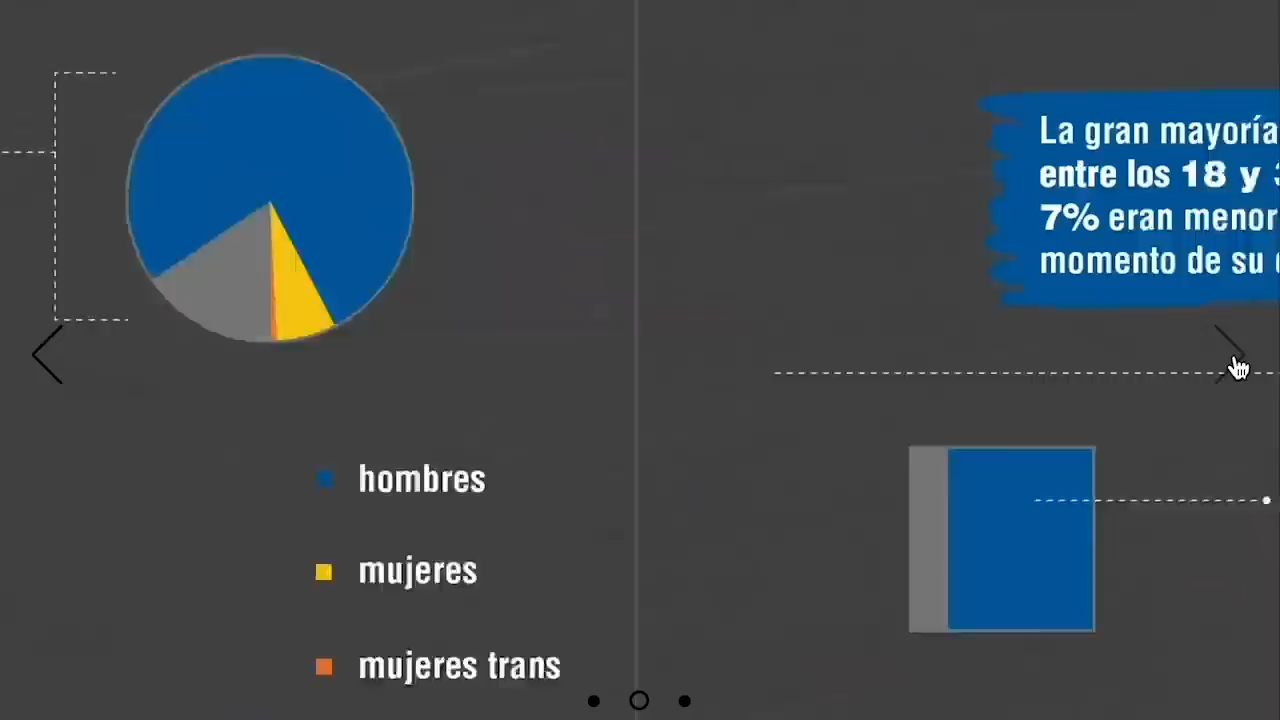 hombres
mujeres
mujeres trans
La gran mayoría
entre los 18 y
7% eran menor
momento de su